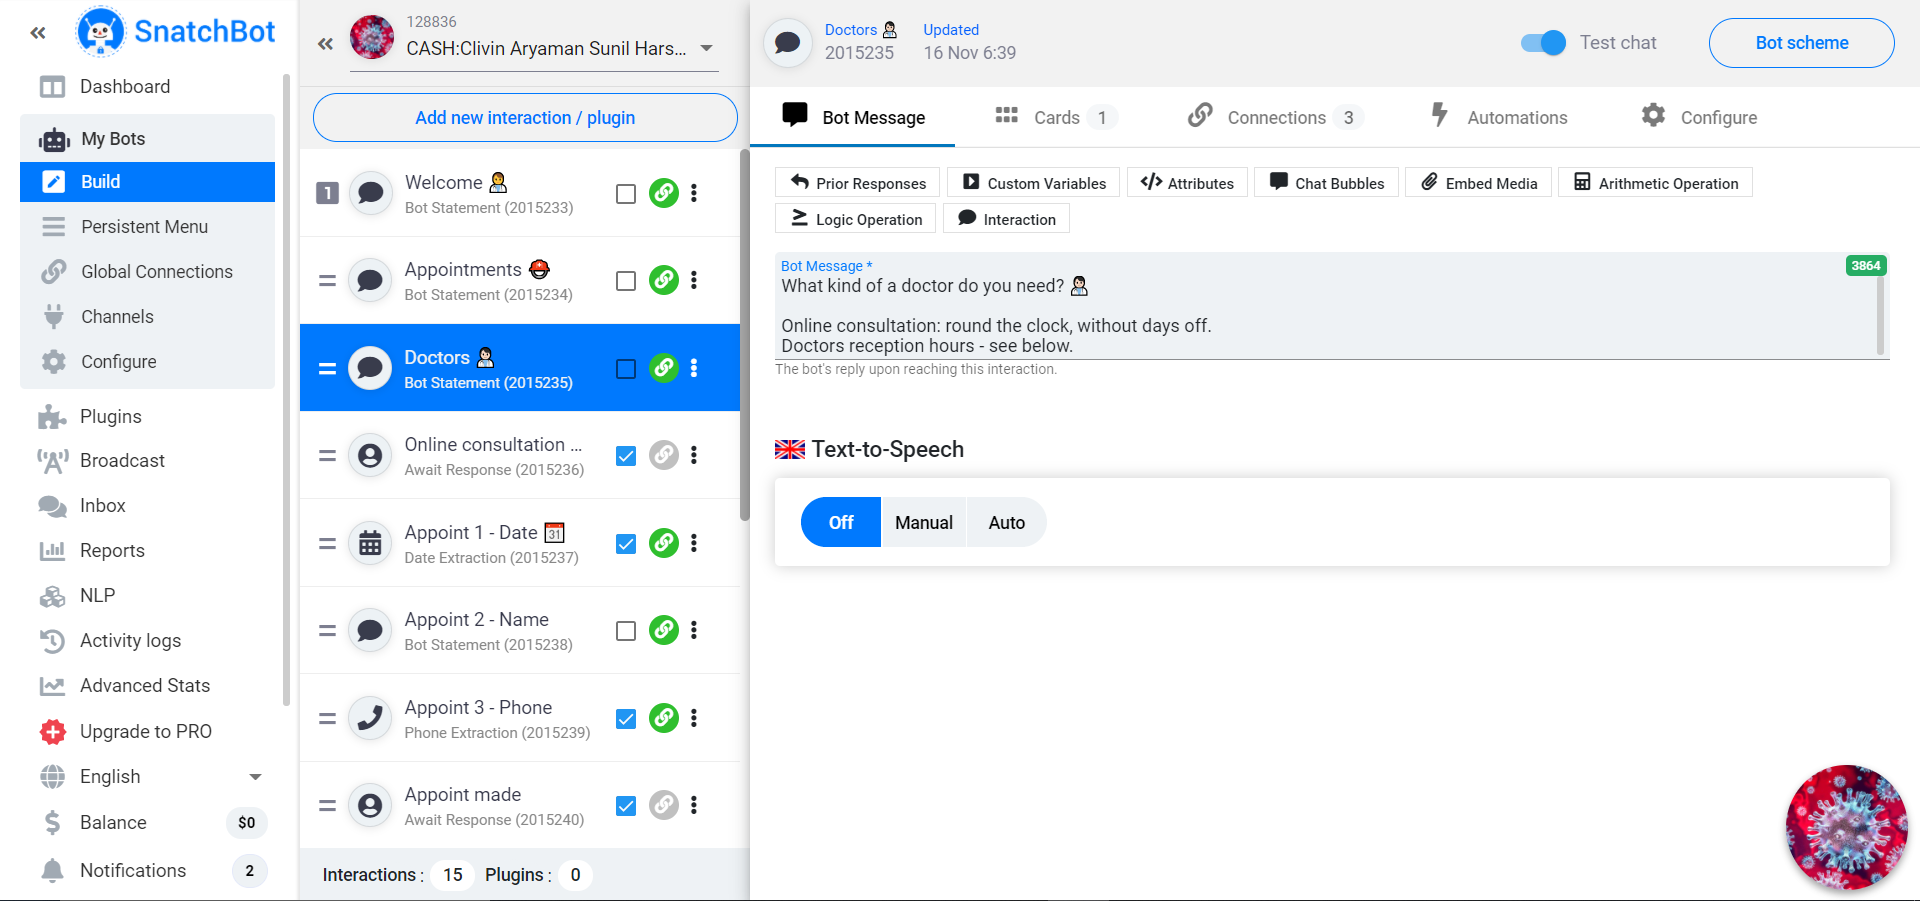 SnatchBot
Dashboard
My Bots
Build
Persistent Menu
Global Connections
Channels
Configure
Plugins
Broadcast
Inbox
Reports
NLP
Activity logs
Advanced Stats
Upgrade to PRO
English
Balance $0
Notifications 2
128836
CASH:Clivin Aryaman Sunil Hars...
Add new interaction / plugin
1 Welcome
Bot Statement (2015233)
Appointments
Bot Statement (2015234)
Doctors
Bot Statement (2015235)
Online consultation ...
Await Response (2015236)
Appoint 1 - Date 31
Date Extraction (2015237)
Appoint 2 - Name
Bot Statement (2015238)
Appoint 3 - Phone
Phone Extraction (2015239)
Appoint made
Await Response (2015240)
Interactions : 15 Plugins : 0
Doctors Updated
2015235 16 Nov 6:39
Test chat
Bot scheme
Bot Message Cards 1 Connections 3 Automations Configure
Prior Responses Custom Variables Attributes Chat Bubbles Embed Media Arithmetic Operation
Logic Operation Interaction
Bot Message * 3864
What kind of a doctor do you need?
Online consultation: round the clock, without days off.
Doctors reception hours - see below.
The bot's reply upon reaching this interaction.
Text-to-Speech
Off Manual Auto